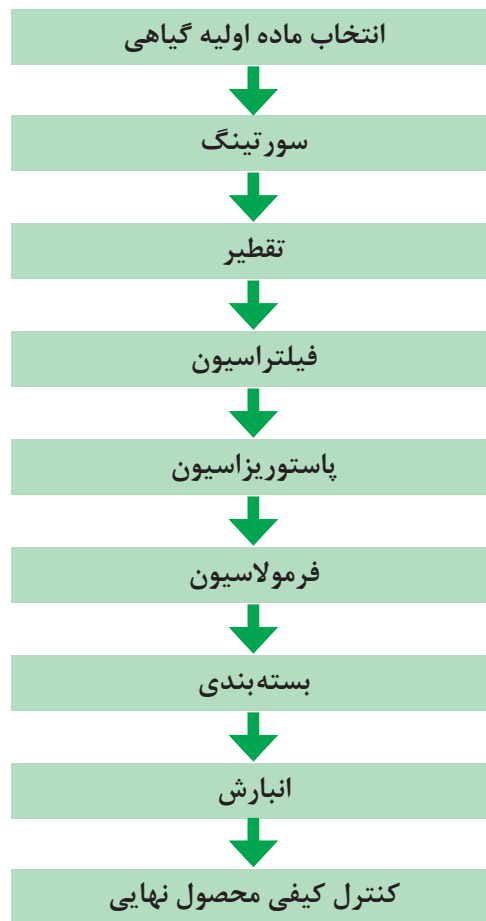 انتخاب ماده اولیه گیاهی
سورتینگ
تقطیر
فیلتراسیون
پاستوریزاسیون
فرمولاسیون
بسته‌بندی
انبارش
کنترل کیفی محصول نهایی